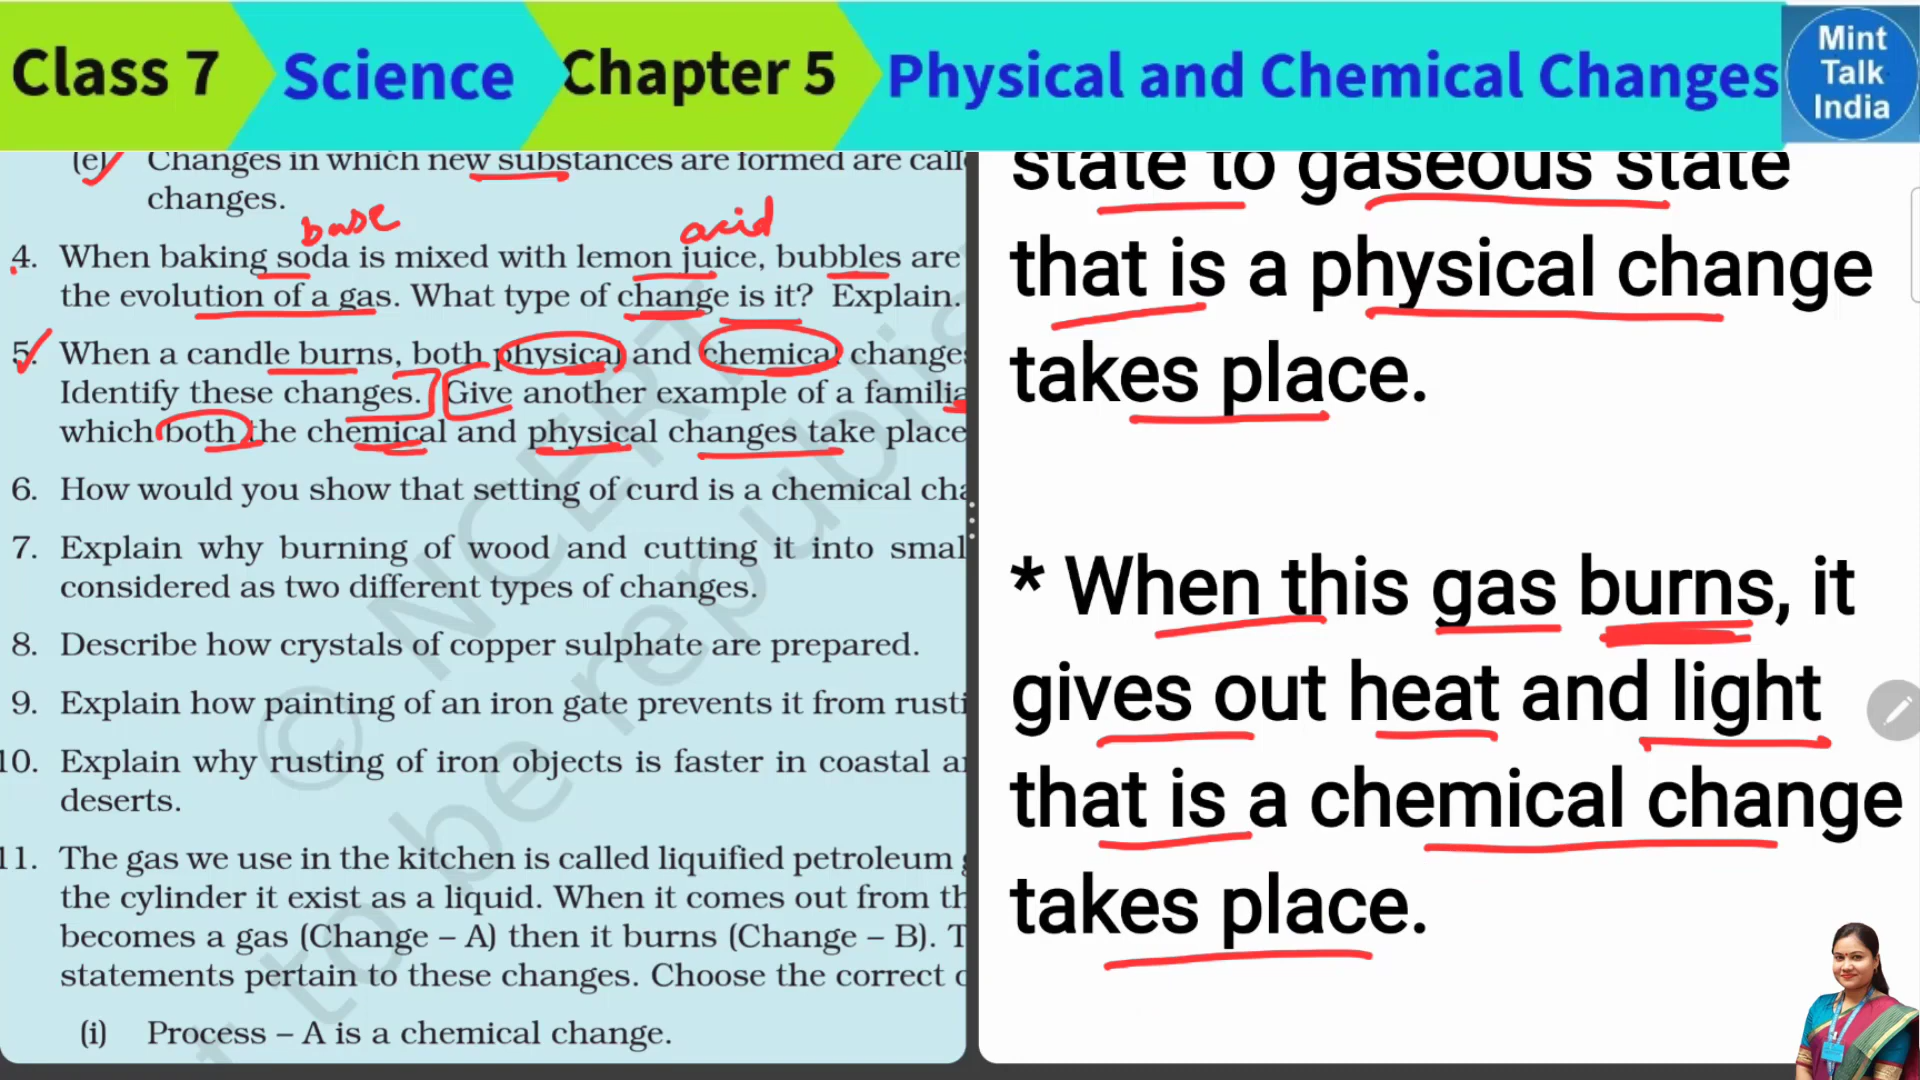 Class 7 Science Chapter 5 Physical and Chemical Changes
Mint
Talk
India
(e) Changes in which new substances are formed are
changes.
base acid
4. When baking soda is mixed with lemon juice, bubbles are
the evolution of a gas. What type of change is it? Explain.
5. When a candle burns, both physical and chemical change
Identify these changes. Give another example of a
which both the chemical and physical changes take place
6. How would you show that setting of curd is a chemical
7. Explain why burning of wood and cutting it into
considered as two different types of changes.
8. Describe how crystals of copper sulphate are prepared.
9. Explain how painting of an iron gate prevents it from
10. Explain why rusting of iron objects is faster in coastal
deserts.
11. The gas we use in the kitchen is called liquified petroleum
the cylinder it exist as a liquid. When it comes out from
becomes a gas (Change – A) then it burns (Change – B).
statements pertain to these changes. Choose the correct
(i) Process – A is a chemical change.
© NCERT
to be republis
state to gaseous state
that is a physical change
takes place.
* When this gas burns, it
gives out heat and light
that is a chemical change
takes place.